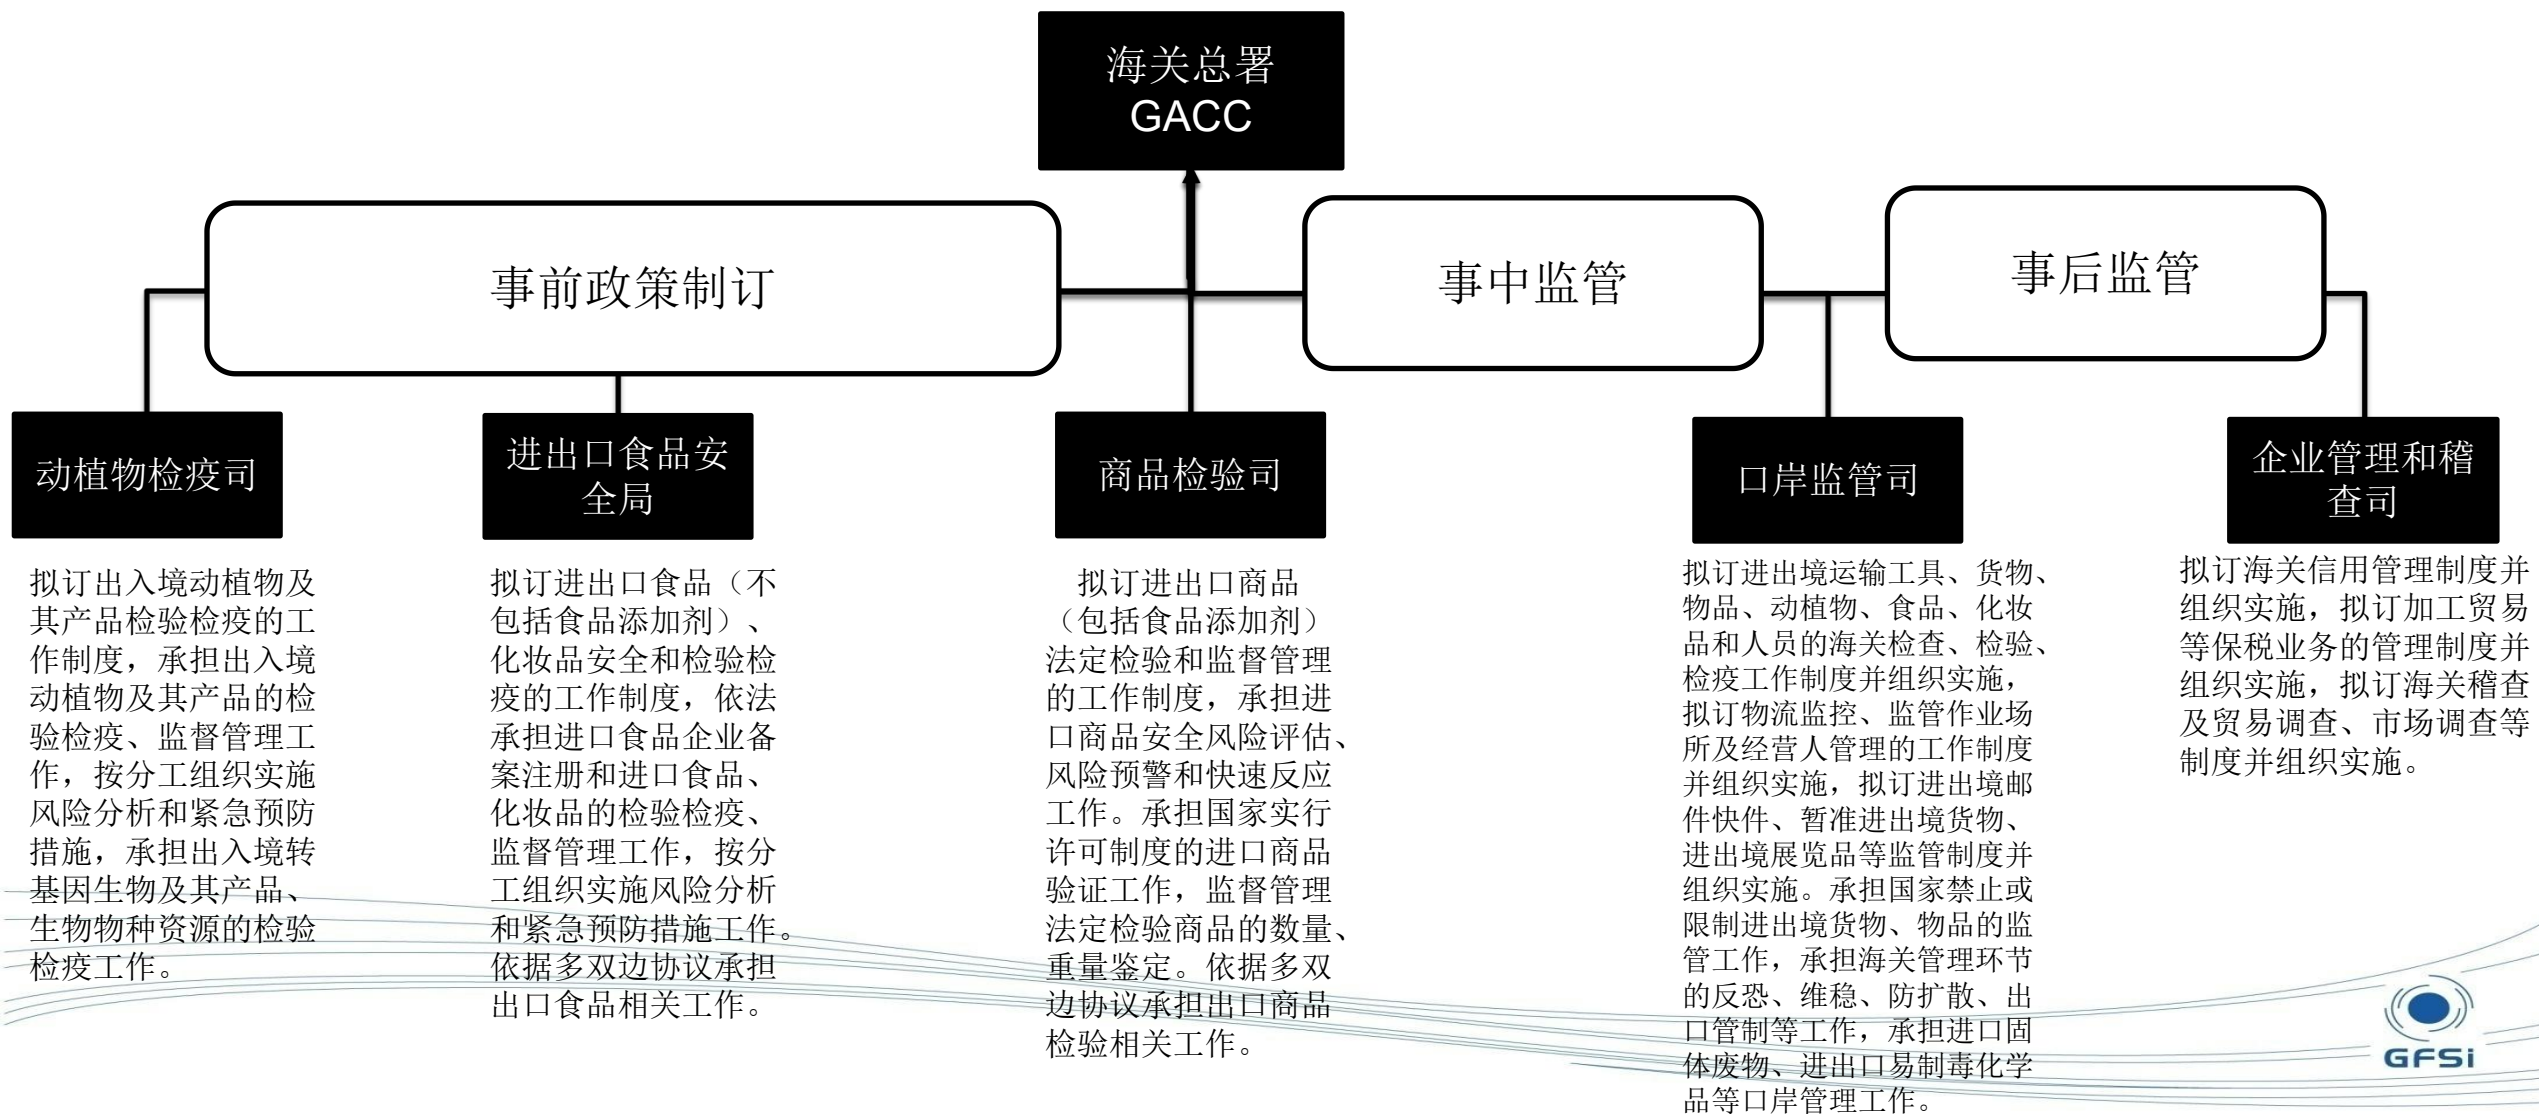 海关总署
GACC
事前政策制订
事中监管
事后监管
动植物检疫司
进出口食品安
全局
商品检验司
口岸监管司
企业管理和稽
查司
拟订出入境动植物及
其产品检验检疫的工
作制度，承担出入境
动植物及其产品的检
验检疫、监督管理工
作，按分工组织实施
风险分析和紧急预防
措施，承担出入境转
基因生物及其产品、
生物物种资源的检验
检疫工作。
拟订进出口食品（不
包括食品添加剂）、
化妆品安全和检验检
疫的工作制度，依法
承担进口食品企业备
案注册和进口食品、
化妆品的检验检疫、
监督管理工作，按分
工组织实施风险分析
和紧急预防措施工作。
依据多双边协议承担
出口食品相关工作。
拟订进出口商品
（包括食品添加剂）
法定检验和监督管理
的工作制度，承担进
口商品安全风险评估、
风险预警和快速反应
工作。承担国家实行
许可制度的进口商品
验证工作，监督管理
法定检验商品的数量、
重量鉴定。依据多双
边协议承担出口商品
检验相关工作。
拟订进出境运输工具、货物、
物品、动植物、食品、化妆
品和人员的海关检查、检验、
检疫工作制度并组织实施，
拟订物流监控、监管作业场
所及经营人管理的工作制度
并组织实施，拟订进出境邮
件快件、暂准进出境货物、
进出境展览品等监管制度并
组织实施。承担国家禁止或
限制进出境货物、物品的监
管工作，承担海关管理环节
的反恐、维稳、防扩散、出
口管制等工作，承担进口固
体废物、进出口易制毒化学
品等口岸管理工作。
拟订海关信用管理制度并
组织实施，拟订加工贸易
等保税业务的管理制度并
组织实施，拟订海关稽查
及贸易调查、市场调查等
制度并组织实施。
GFSi